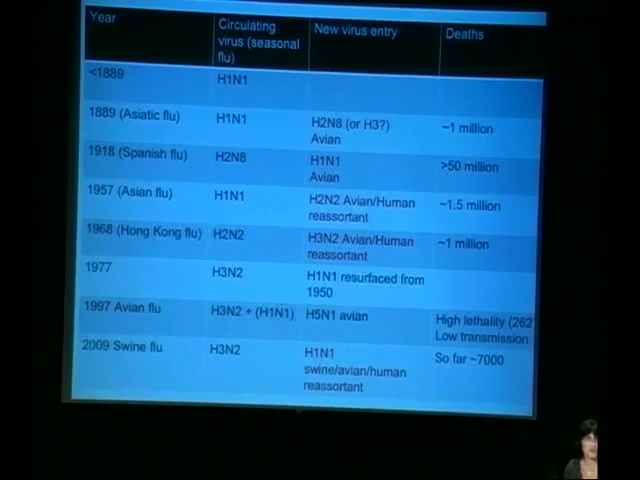 Year Circulating virus (seasonal flu) New virus entry Deaths
<1889 H1N1
1889 (Asiatic flu) H1N1 H2N8 (or H3?) Avian ~1 million
1918 (Spanish flu) H2N8 H1N1 Avian >50 million
1957 (Asian flu) H1N1 H2N2 Avian/Human reassortant ~1.5 million
1968 (Hong Kong flu) H2N2 H3N2 Avian/Human reassortant ~1 million
1977 H3N2 H1N1 resurfaced from 1950
1997 Avian flu H3N2 + (H1N1) H5N1 avian High lethality (262 Low transmission
2009 Swine flu H3N2 H1N1 swine/avian/human reassortant So far ~7000